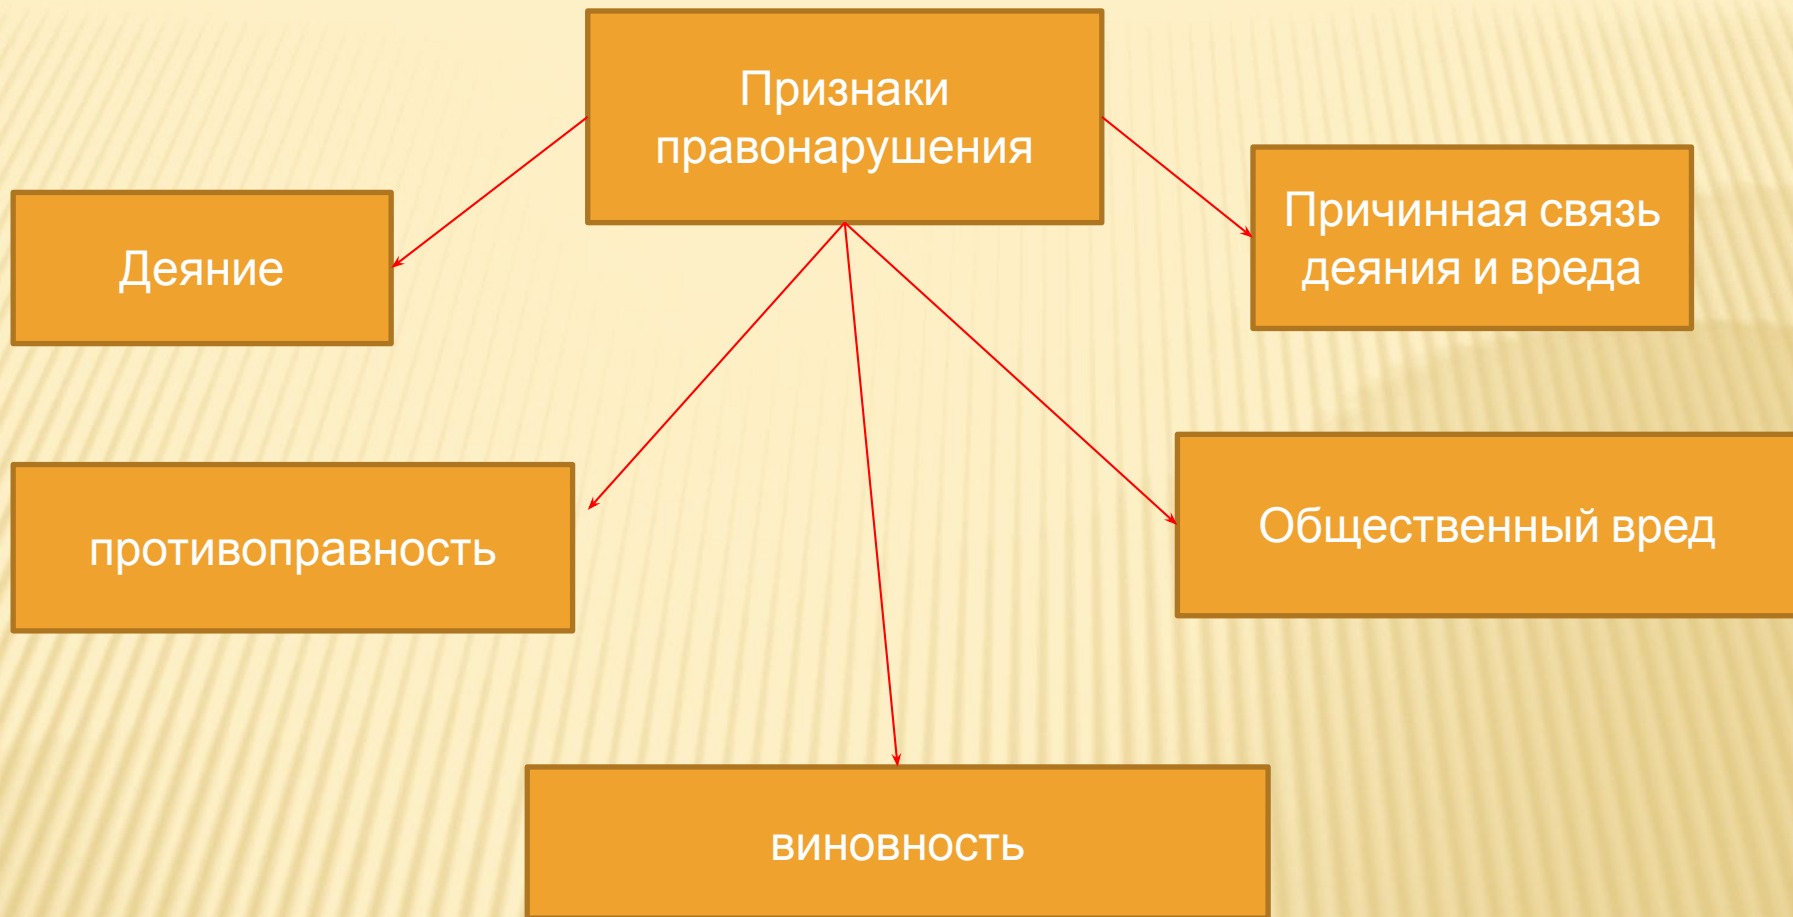 Признаки
правонарушения
Деяние
Причинная связь
деяния и вреда
противоправность
Общественный вред
виновность